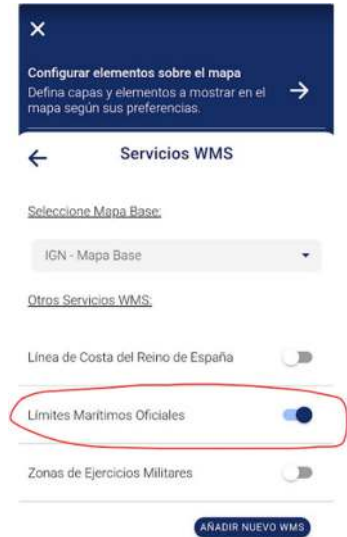 Configurar elementos sobre el mapa
Defina capas y elementos a mostrar en el
mapa según sus preferencias.
Servicios WMS
Seleccione Mapa Base:
IGN - Mapa Base
Otros Servicios WMS:
Línea de Costa del Reino de España
Límites Marítimos Oficiales
Zonas de Ejercicios Militares
AÑADIR NUEVO WMS